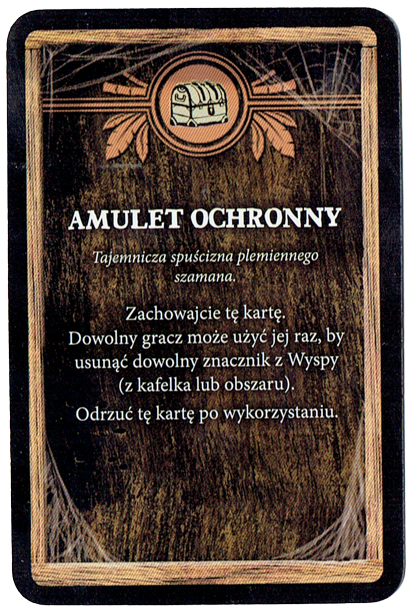 AMULET OCHRONNY
Tajemnicza spuścizna plemiennego
szamana.
Zachowajcie tę kartę.
Dowolny gracz może użyć jej raz, by
usunąć dowolny znacznik z Wyspy
(z kafelka lub obszaru).
Odrzuć tę kartę po wykorzystaniu.